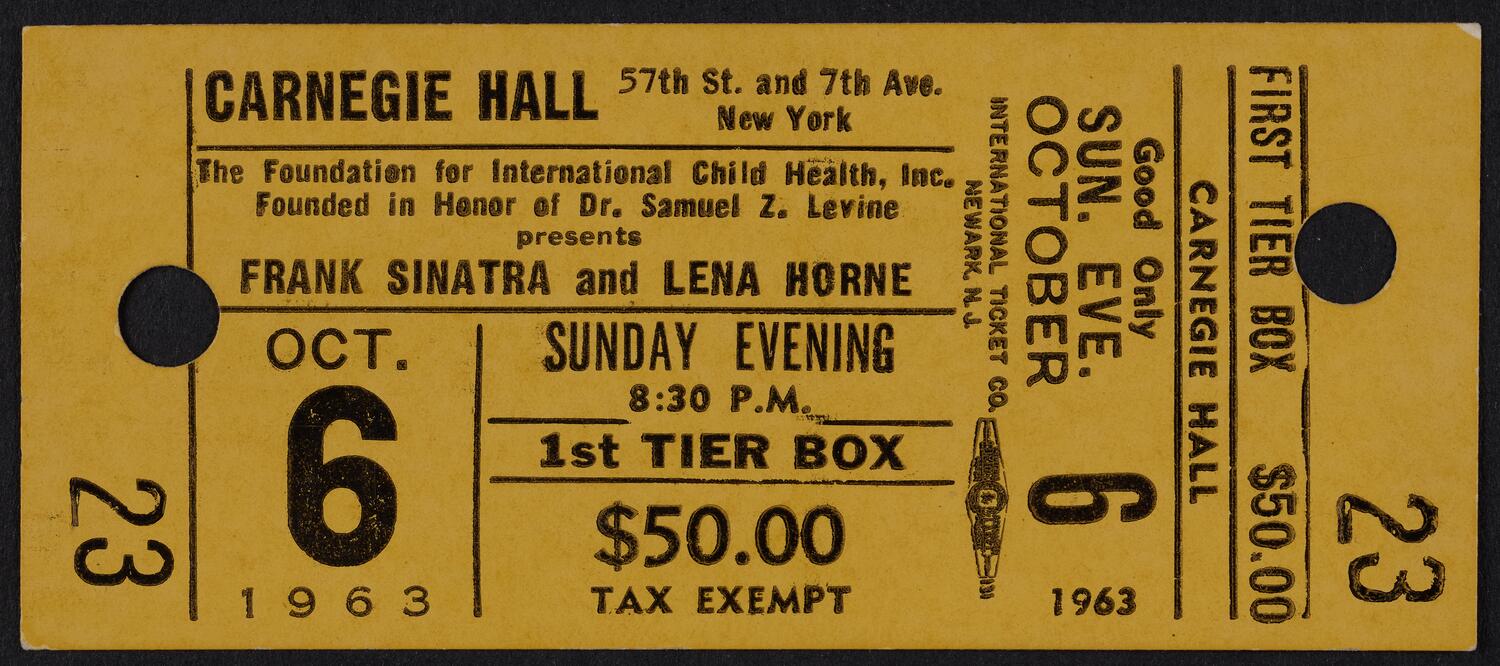 23
CARNEGIE HALL
57th St. and 7th Ave.
New York
The Foundation for International Child Health, Inc.
Founded in Honor of Dr. Samuel Z. Levine
presents
FRANK SINATRA and LENA HORNE
OCT.
6
1963
SUNDAY EVENING
8:30 P.M.
1st TIER BOX
$50.00
TAX EXEMPT
INTERNATIONAL TICKET CO.
NEWARK, N.J.
Good Only
SUN. EVE.
OCTOBER
6
1963
CARNEGIE HALL
FIRST TIER BOX $50.00
23